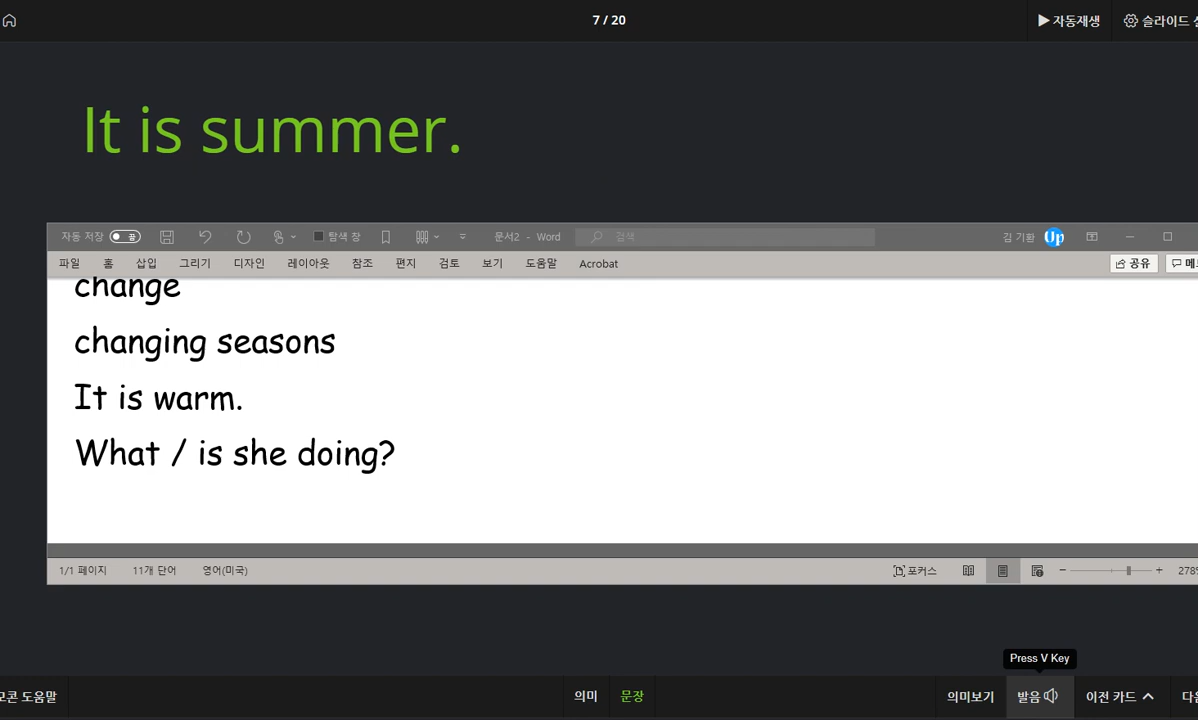 7 / 20
▶ 자동재생
슬라이드
It is summer.
자동 저장 끔
탐색 창
문서2 - Word
검색
김 기환
Up
파일 홈 삽입 그리기 디자인 레이아웃 참조 편지 검토 보기 도움말 Acrobat
공유
change
changing seasons
It is warm.
What / is she doing?
1/1 페이지 11개 단어 영어(미국)
포커스
− + 278%
Press V Key
도움말
의미 문장
의미보기 발음 이전 카드